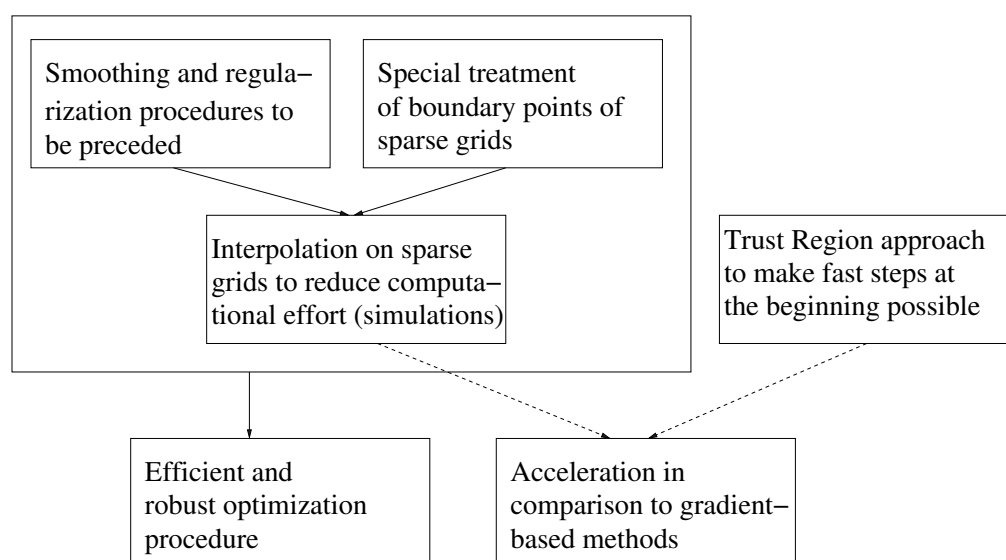 Smoothing and regula−
rization procedures to
be preceded
Special treatment
of boundary points of
sparse grids
Interpolation on sparse
grids to reduce computa−
tional effort (simulations)
Trust Region approach
to make fast steps at
the beginning possible
Efficient and
robust optimization
procedure
Acceleration in
comparison to gradient−
based methods